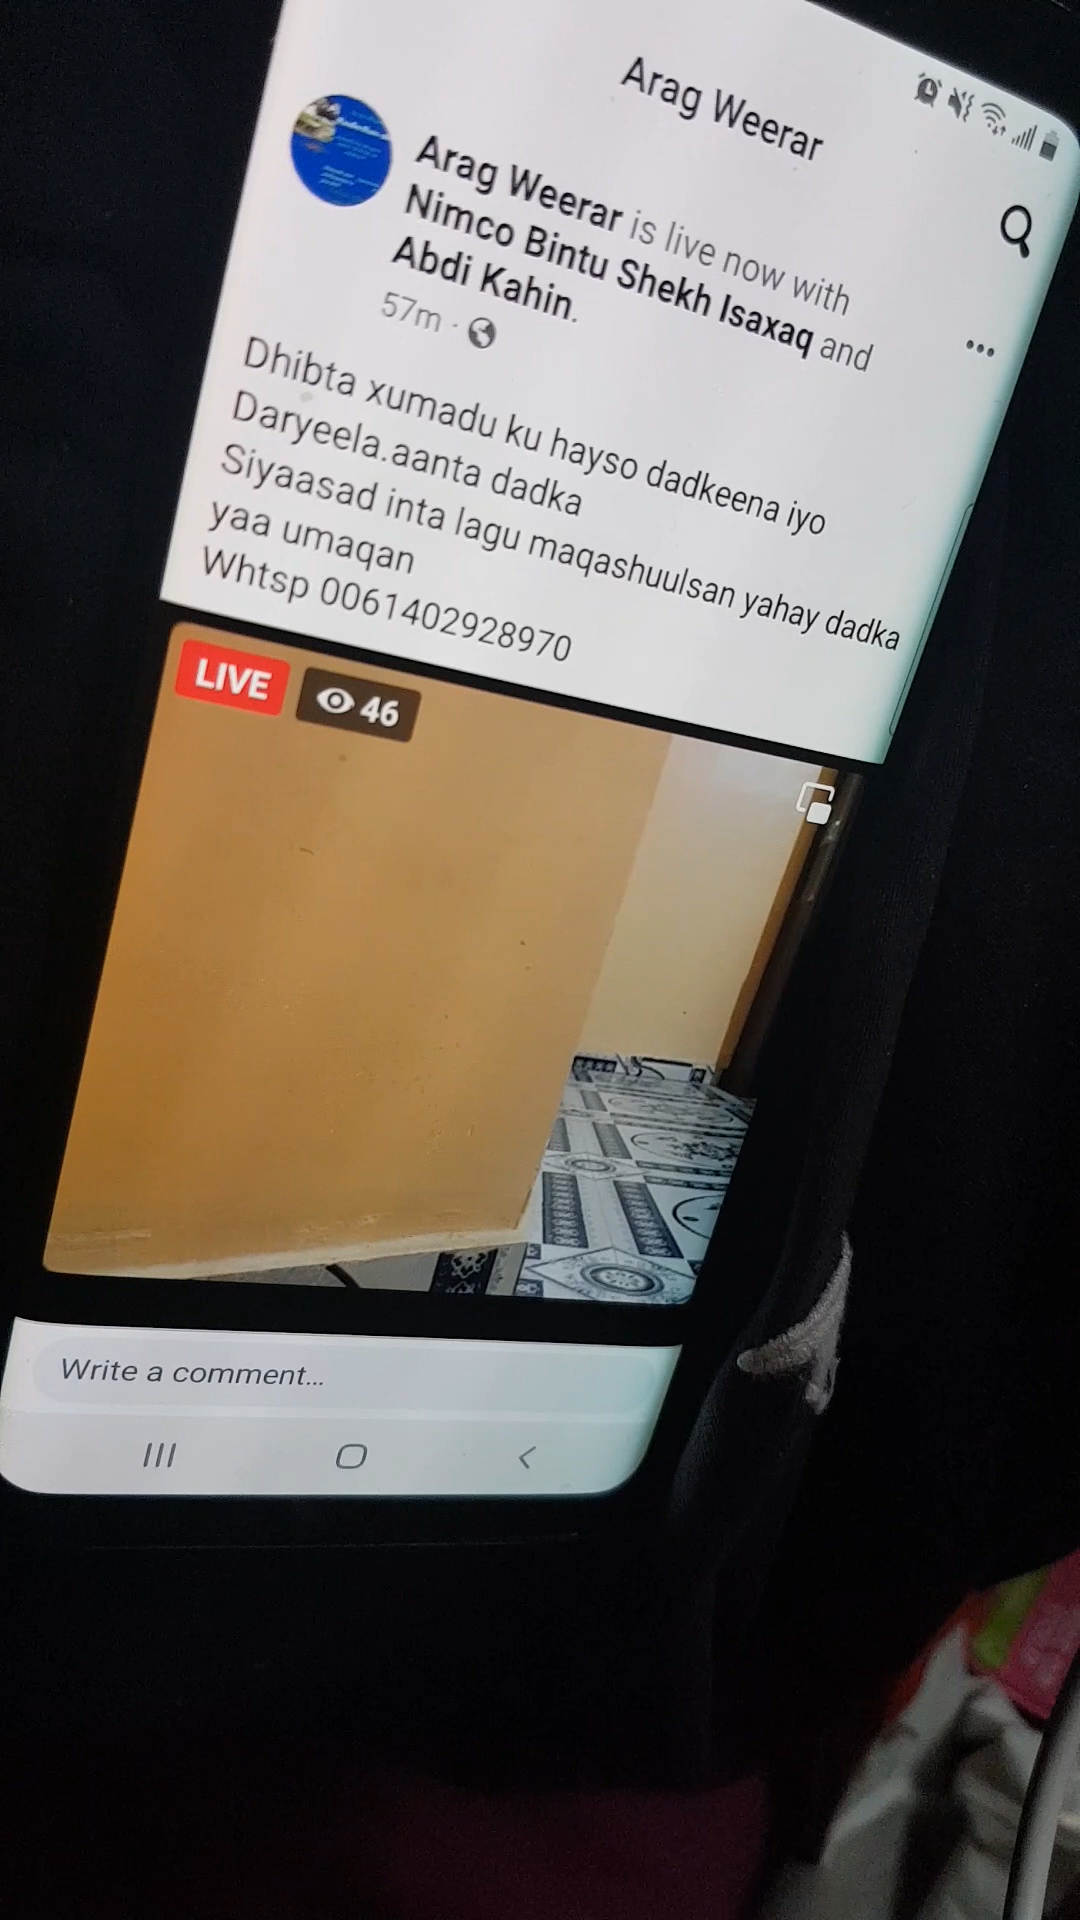 Arag Weerar
Arag Weerar is live now with
Nimco Bintu Shekh Isaxaq and
Abdi Kahin.
57m ·
Dhibta xumadu ku hayso dadkeena iyo
Daryeela.aanta dadka
Siyaasad inta lagu maqashuulsan yahay dadka
yaa umaqan
Whtsp 0061402928970
LIVE 46
Write a comment...